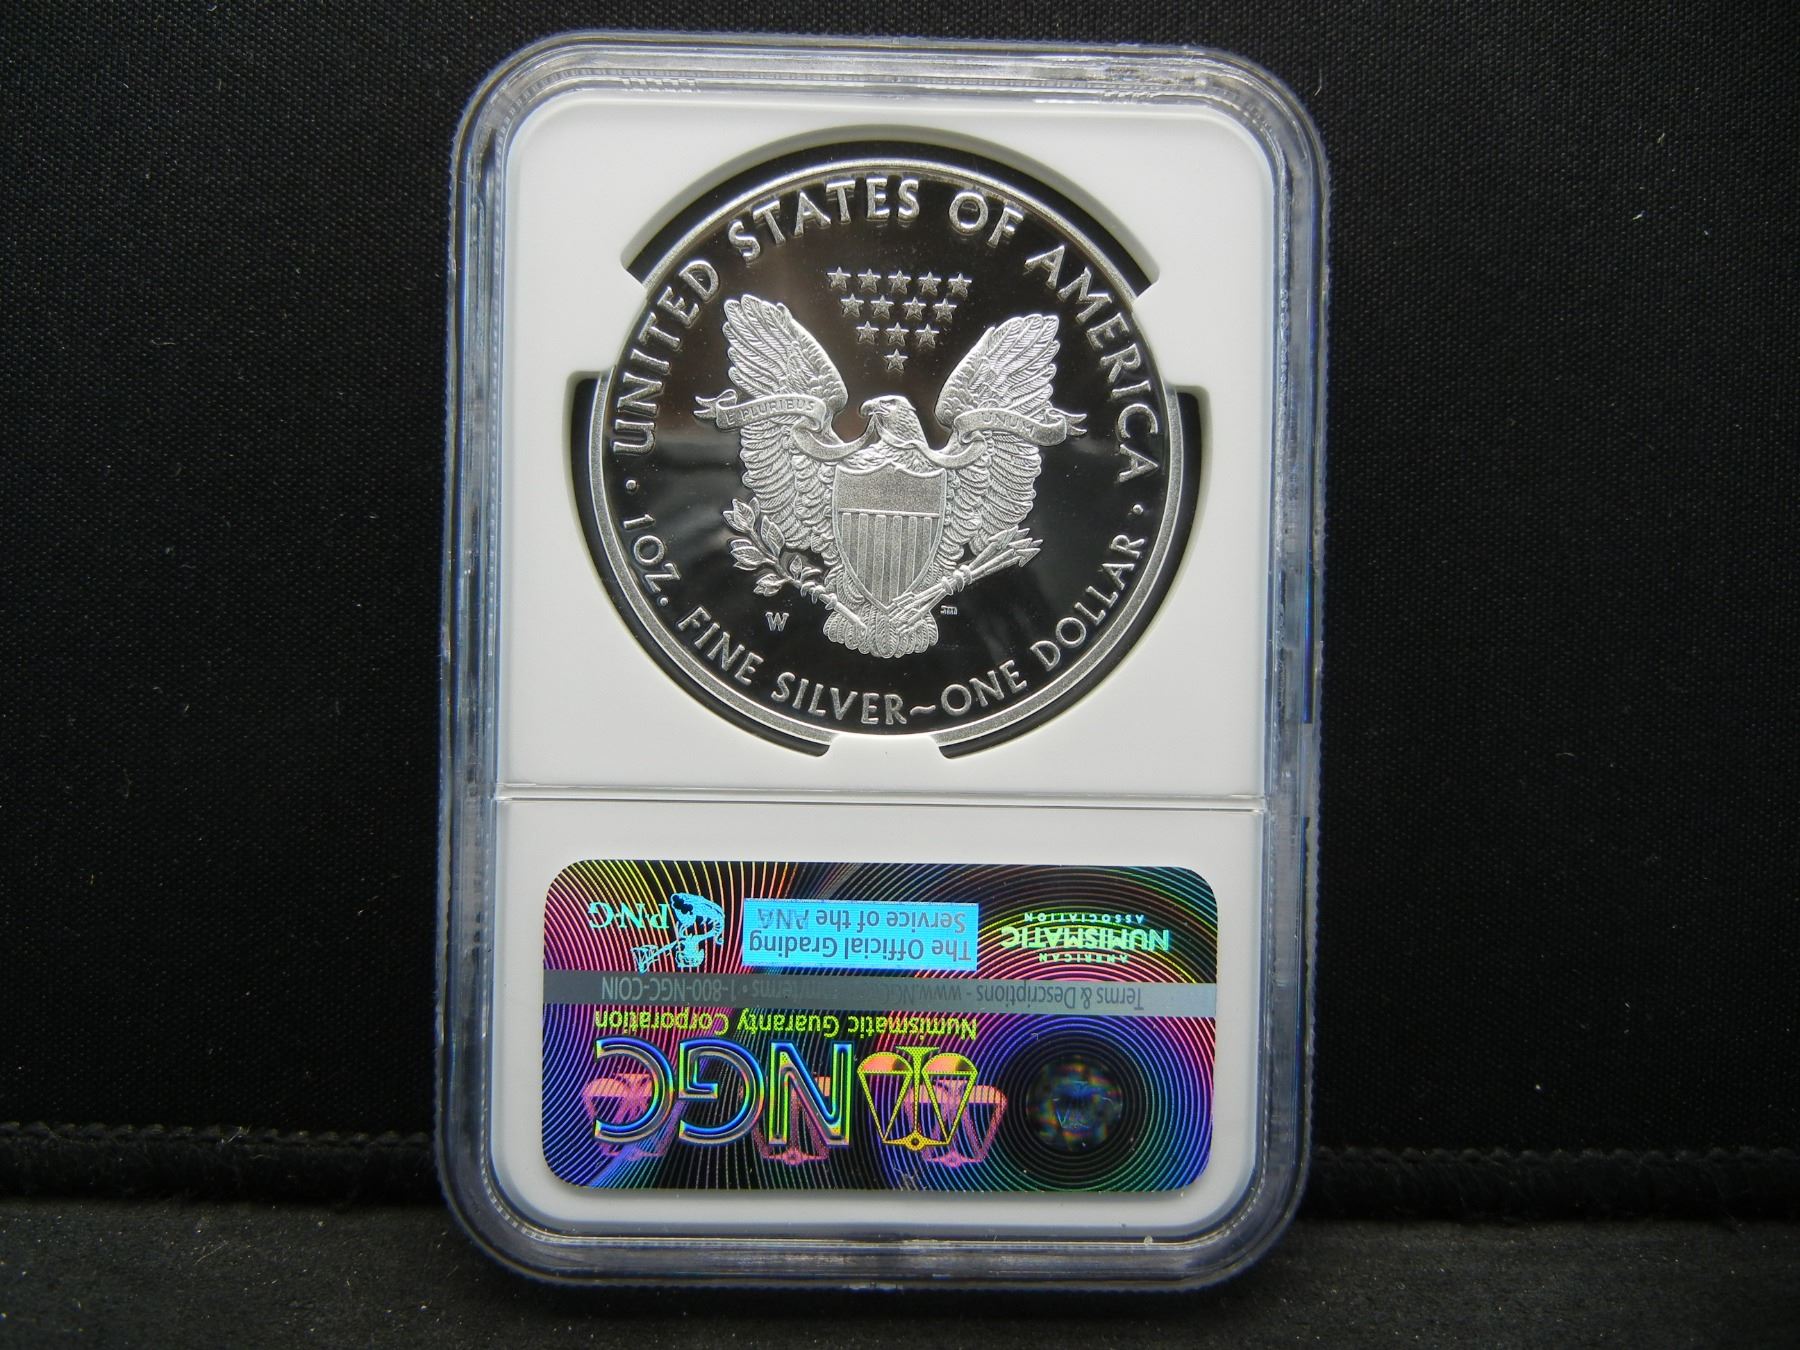 UNITED STATES OF AMERICA
E PLURIBUS UNUM
W
· 1 OZ. FINE SILVER~ONE DOLLAR ·
NGC
Numismatic Guaranty Corporation
Terms & Descriptions - www.NGC /terms • 1-800-NGC-COIN
AMERICAN
NUMISMATIC
ASSOCIATION
The Official Grading
Service of the ANA
PNG